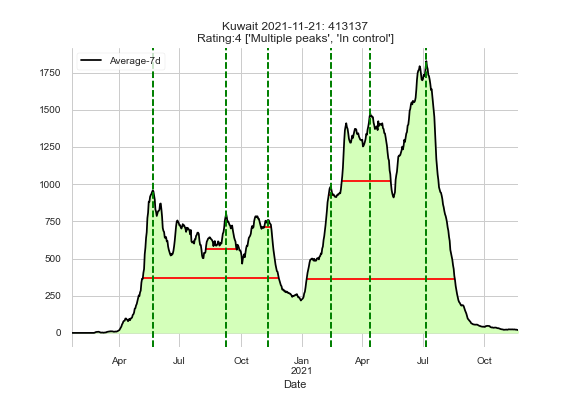 Kuwait 2021-11-21: 413137
Rating:4 ['Multiple peaks', 'In control']
Average-7d
1750
1500
1250
1000
750
500
250
0
Apr Jul Oct Jan Apr Jul Oct
2021
Date